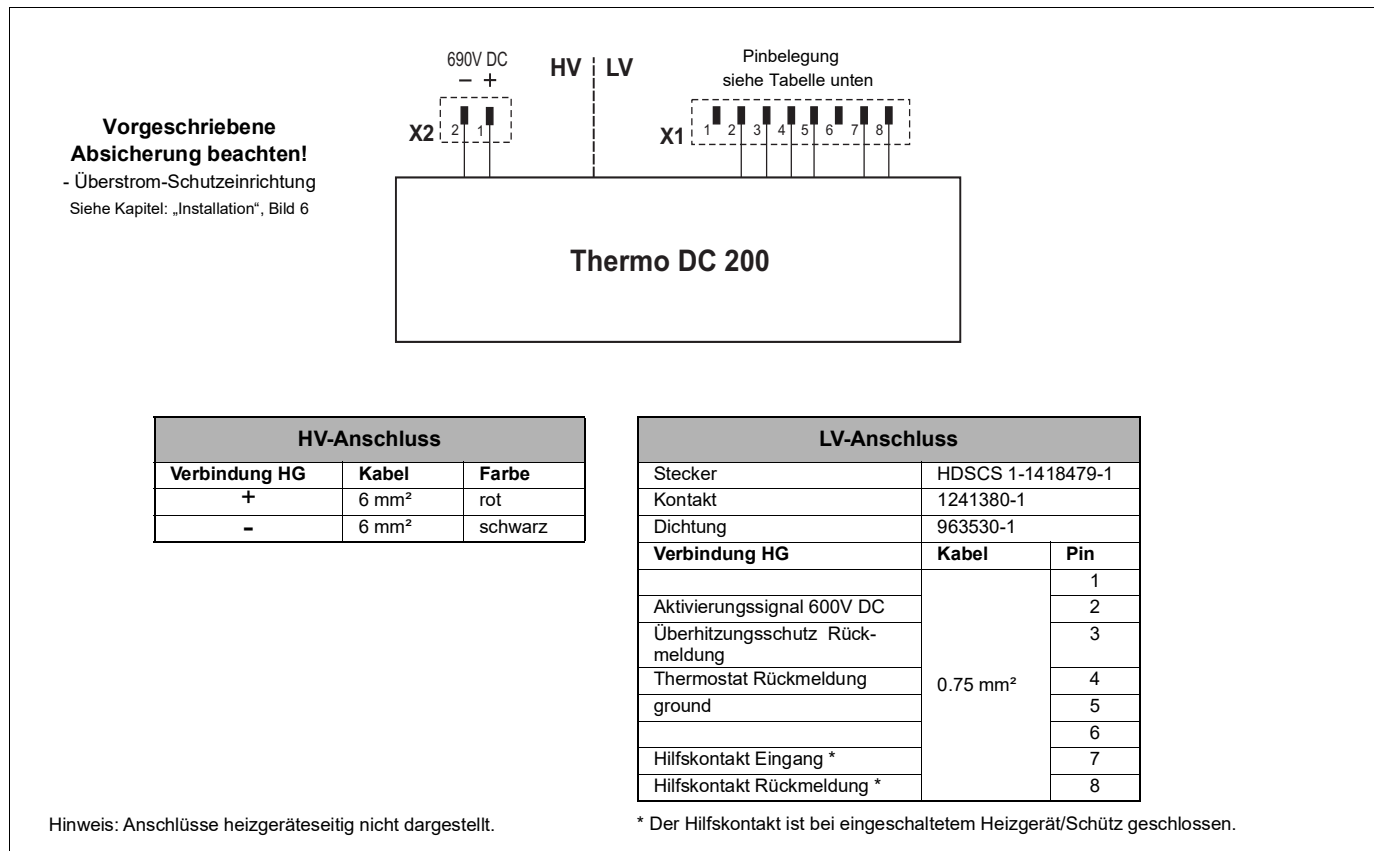 690V DC
− +
HV LV
Pinbelegung
siehe Tabelle unten
Vorgeschriebene
Absicherung beachten!
- Überstrom-Schutzeinrichtung
Siehe Kapitel: „Installation“, Bild 6
X2 2 1
X1 1 2 3 4 5 6 7 8
Thermo DC 200
HV-Anschluss
Verbindung HG Kabel Farbe
+ 6 mm² rot
- 6 mm² schwarz
LV-Anschluss
Stecker HDSCS 1-1418479-1
Kontakt 1241380-1
Dichtung 963530-1
Verbindung HG Kabel Pin
1
Aktivierungssignal 600V DC 2
Überhitzungsschutz Rück- 3
meldung
Thermostat Rückmeldung 0.75 mm² 4
ground 5
6
Hilfskontakt Eingang * 7
Hilfskontakt Rückmeldung * 8
Hinweis: Anschlüsse heizgeräteseitig nicht dargestellt.
* Der Hilfskontakt ist bei eingeschaltetem Heizgerät/Schütz geschlossen.